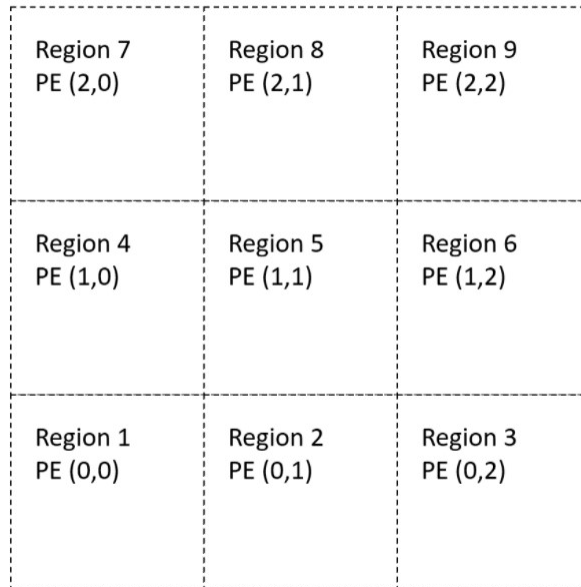 Region 7
PE (2,0)
Region 8
PE (2,1)
Region 9
PE (2,2)
Region 4
PE (1,0)
Region 5
PE (1,1)
Region 6
PE (1,2)
Region 1
PE (0,0)
Region 2
PE (0,1)
Region 3
PE (0,2)